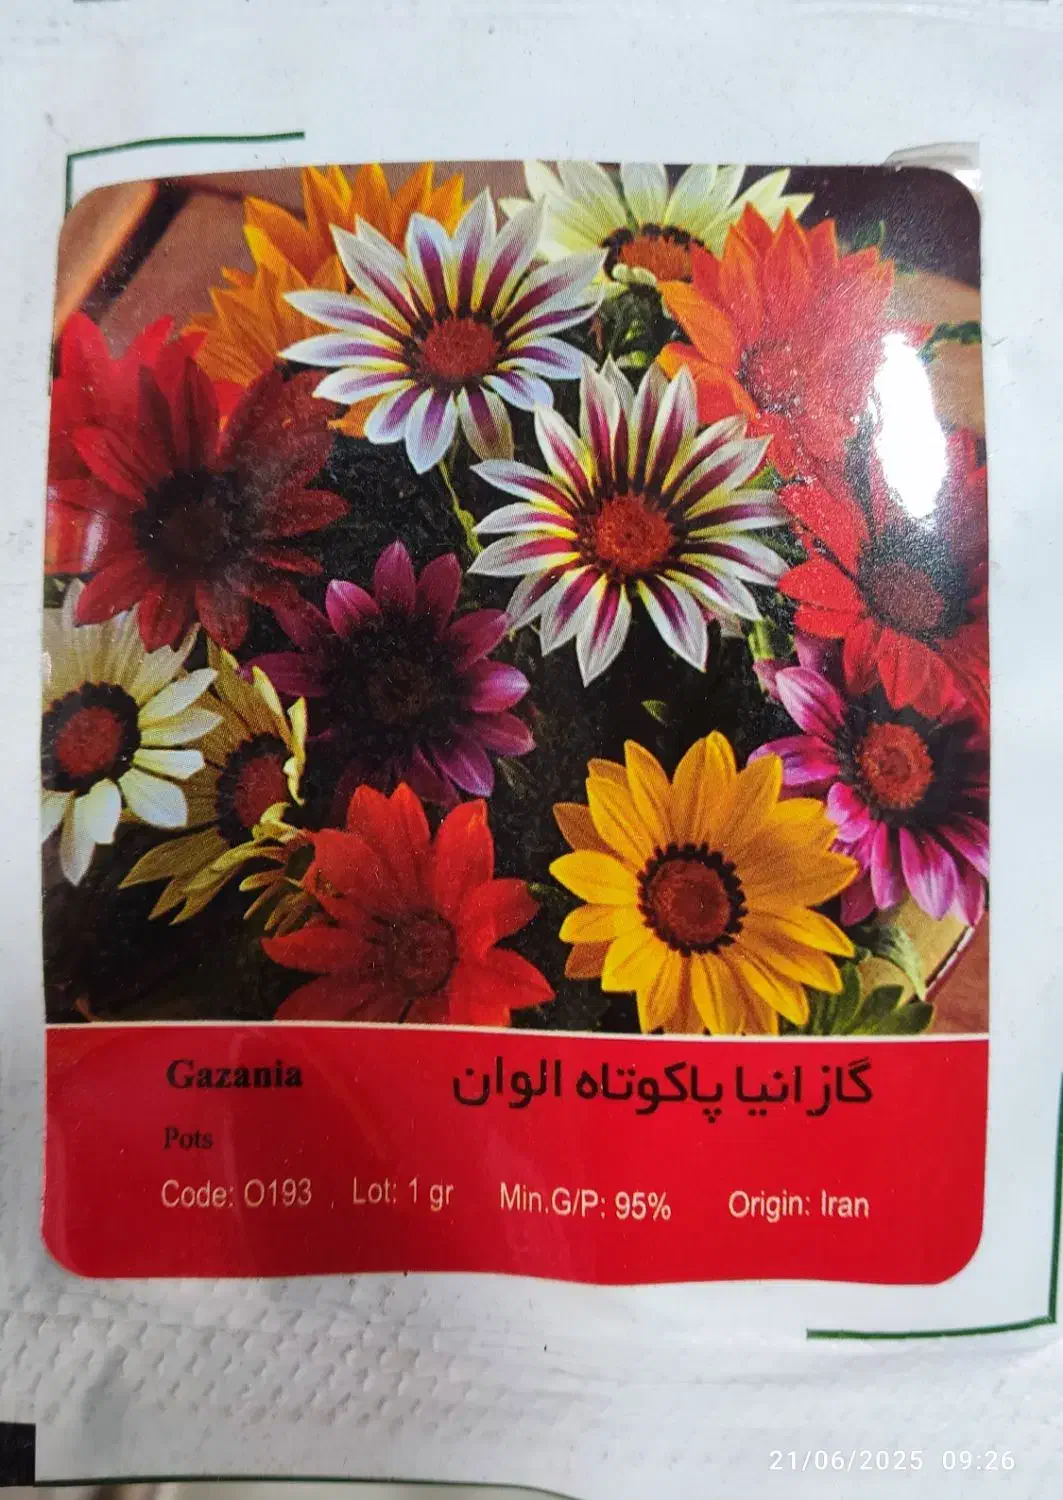 Gazania گازانیا پاکوتاه الوان
Pots
Code: O193 , Lot: 1 gr Min.G/P: 95% Origin: Iran
21/06/2025 09:26